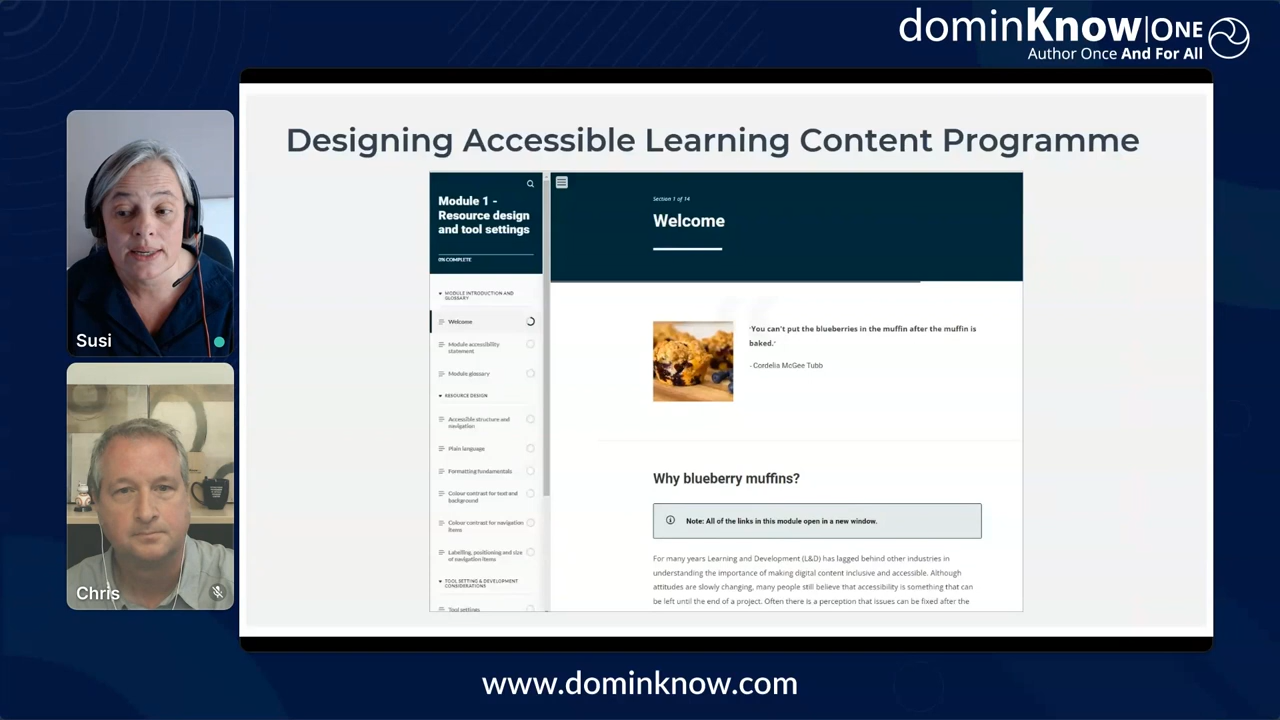 dominKnow|ONE
Author Once And For All
Designing Accessible Learning Content Programme
Module 1 -
Resource design
and tool settings
COMPLETE
MODULE INTRODUCTION AND
GLOSSARY
Welcome
Module accessibility
statement
Module glossary
RESOURCE DESIGN
Accessible structure and
navigation
Plain language
Formatting fundamentals
Colour contrast for text and
background
Colour contrast for navigation
items
Labelling, positioning and size
of navigation items
TOOL SETTING & DEVELOPMENT
CONSIDERATIONS
Tool settings
Section 1 of 14
Welcome
'You can't put the blueberries in the muffin after the muffin is
baked.'
- Cordelia McGee Tubb
Why blueberry muffins?
Note: All of the links in this module open in a new window.
For many years Learning and Development (L&D) has lagged behind other industries in
understanding the importance of making digital content inclusive and accessible. Although
attitudes are slowly changing, many people still believe that accessibility is something that can
be left until the end of a project. Often there is a perception that issues can be fixed after the
Susi
Chris
www.dominknow.com